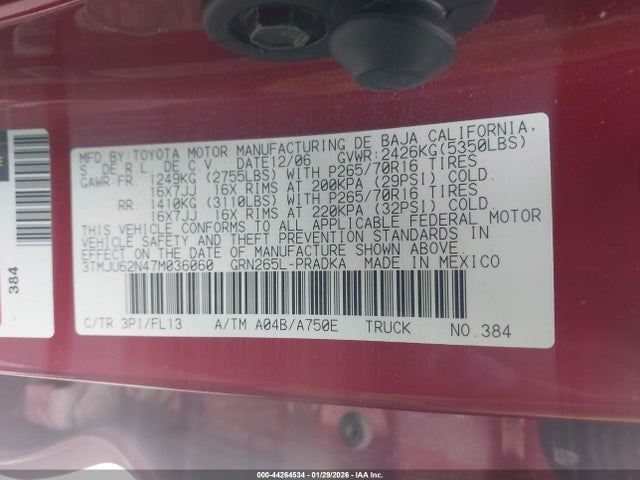 MFD. BY: TOYOTA MOTOR MANUFACTURING DE BAJA CALIFORNIA,
S DE R L DE C V DATE12/06 GVWR:2426KG(5350LBS)
GAWR-FR. 1249KG (2755LBS) WITH P265/70R16 TIRES
16X7JJ 16X RIMS AT 200KPA (29PSI) COLD.
RR. 1410KG (3110LBS) WITH P265/70R16 TIRES
16X7JJ 16X RIMS AT 220KPA (32PSI) COLD.
THIS VEHICLE CONFORMS TO ALL APPLICABLE FEDERAL MOTOR
VEHICLE SAFETY AND THEFT PREVENTION STANDARDS IN
EFFECT ON THE DATE OF MANUFACTURE SHOWN ABOVE.
3TMJU62N47M036060 GRN265L-PRADKA MADE IN MEXICO
C/TR 3P1/FL13 A/TM A04B/A750E TRUCK NO.384
384
000-44264534 - 01/29/2026 - IAA Inc.